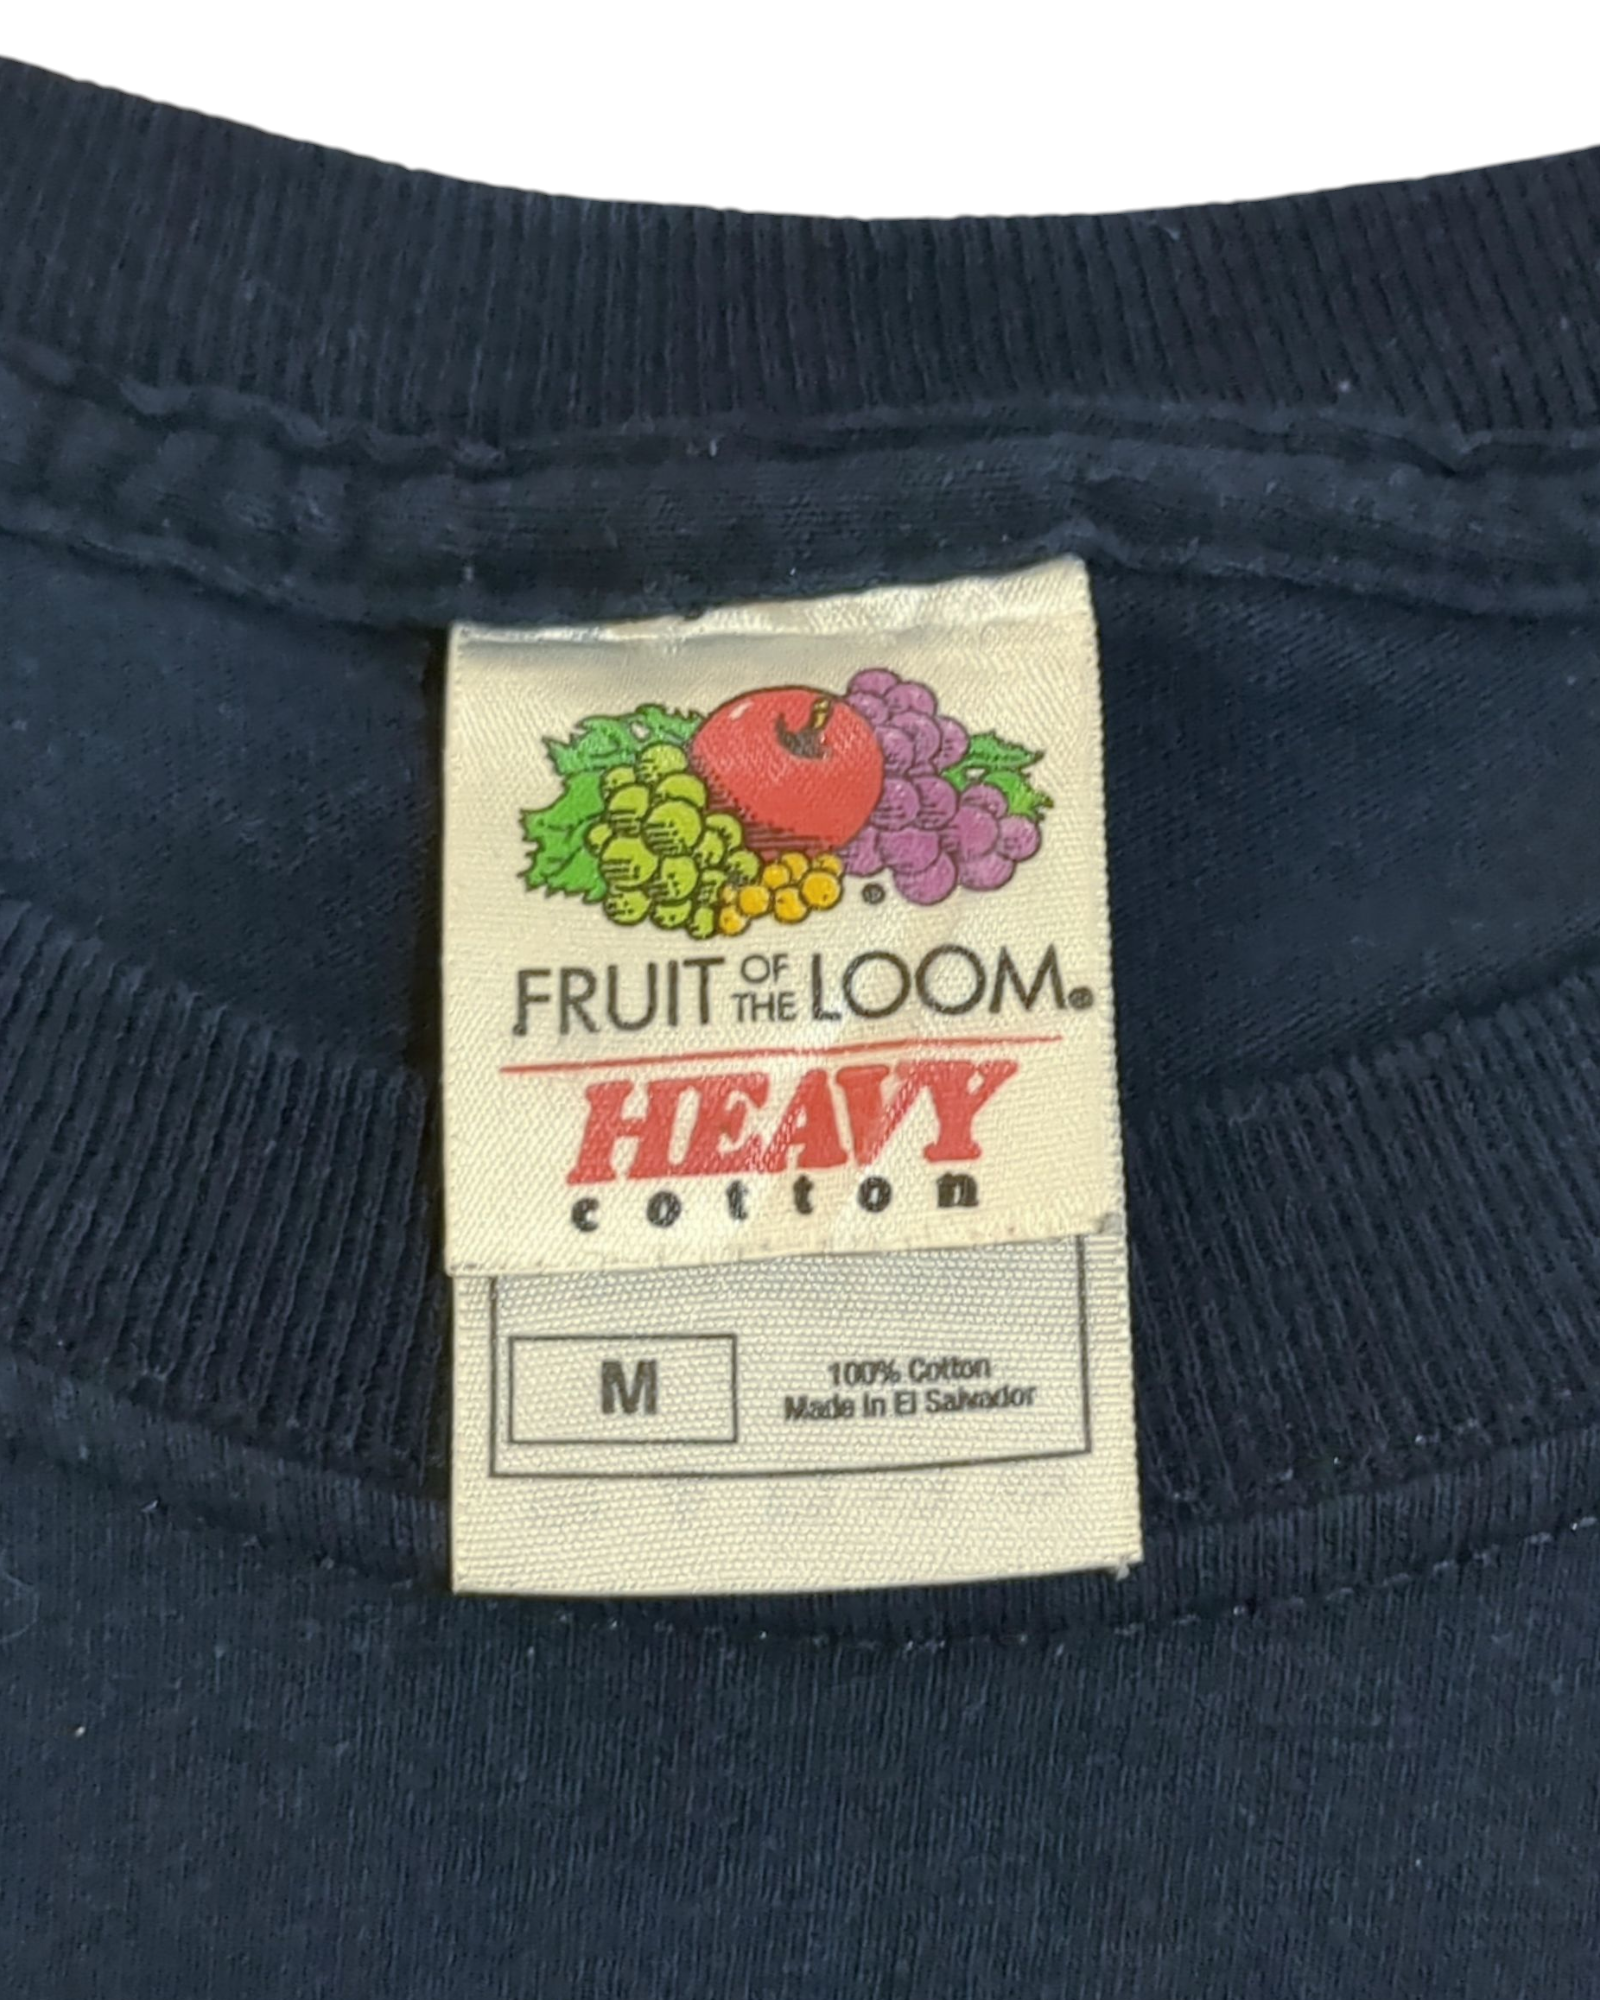 ®
FRUIT OF THE LOOM®
HEAVY
cotton
M
100% Cotton
Made In El Salvador